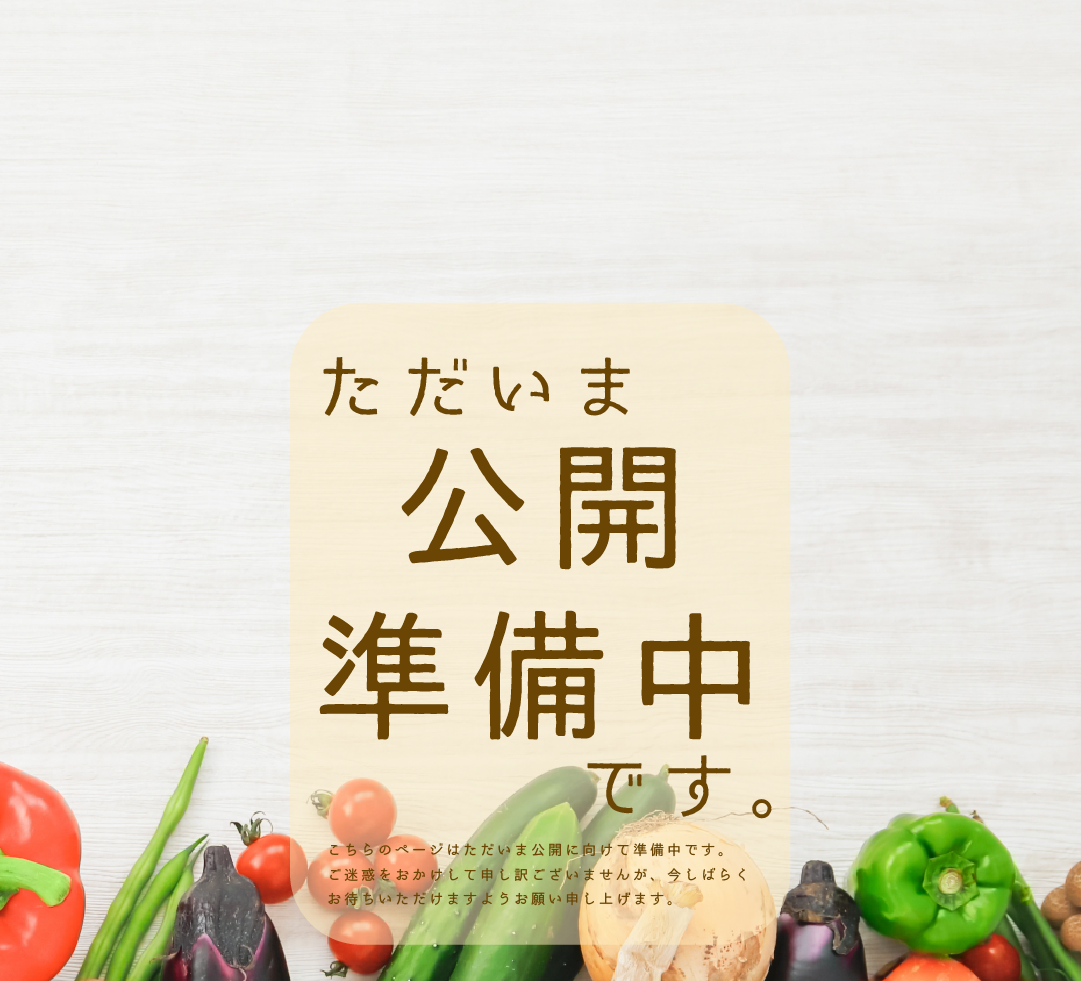 ただいま
公開
準備中
です。
こちらのページはただいま公開に向けて準備中です。
ご迷惑をおかけして申し訳ございませんが、今しばらく
お待ちいただけますようお願い申し上げます。